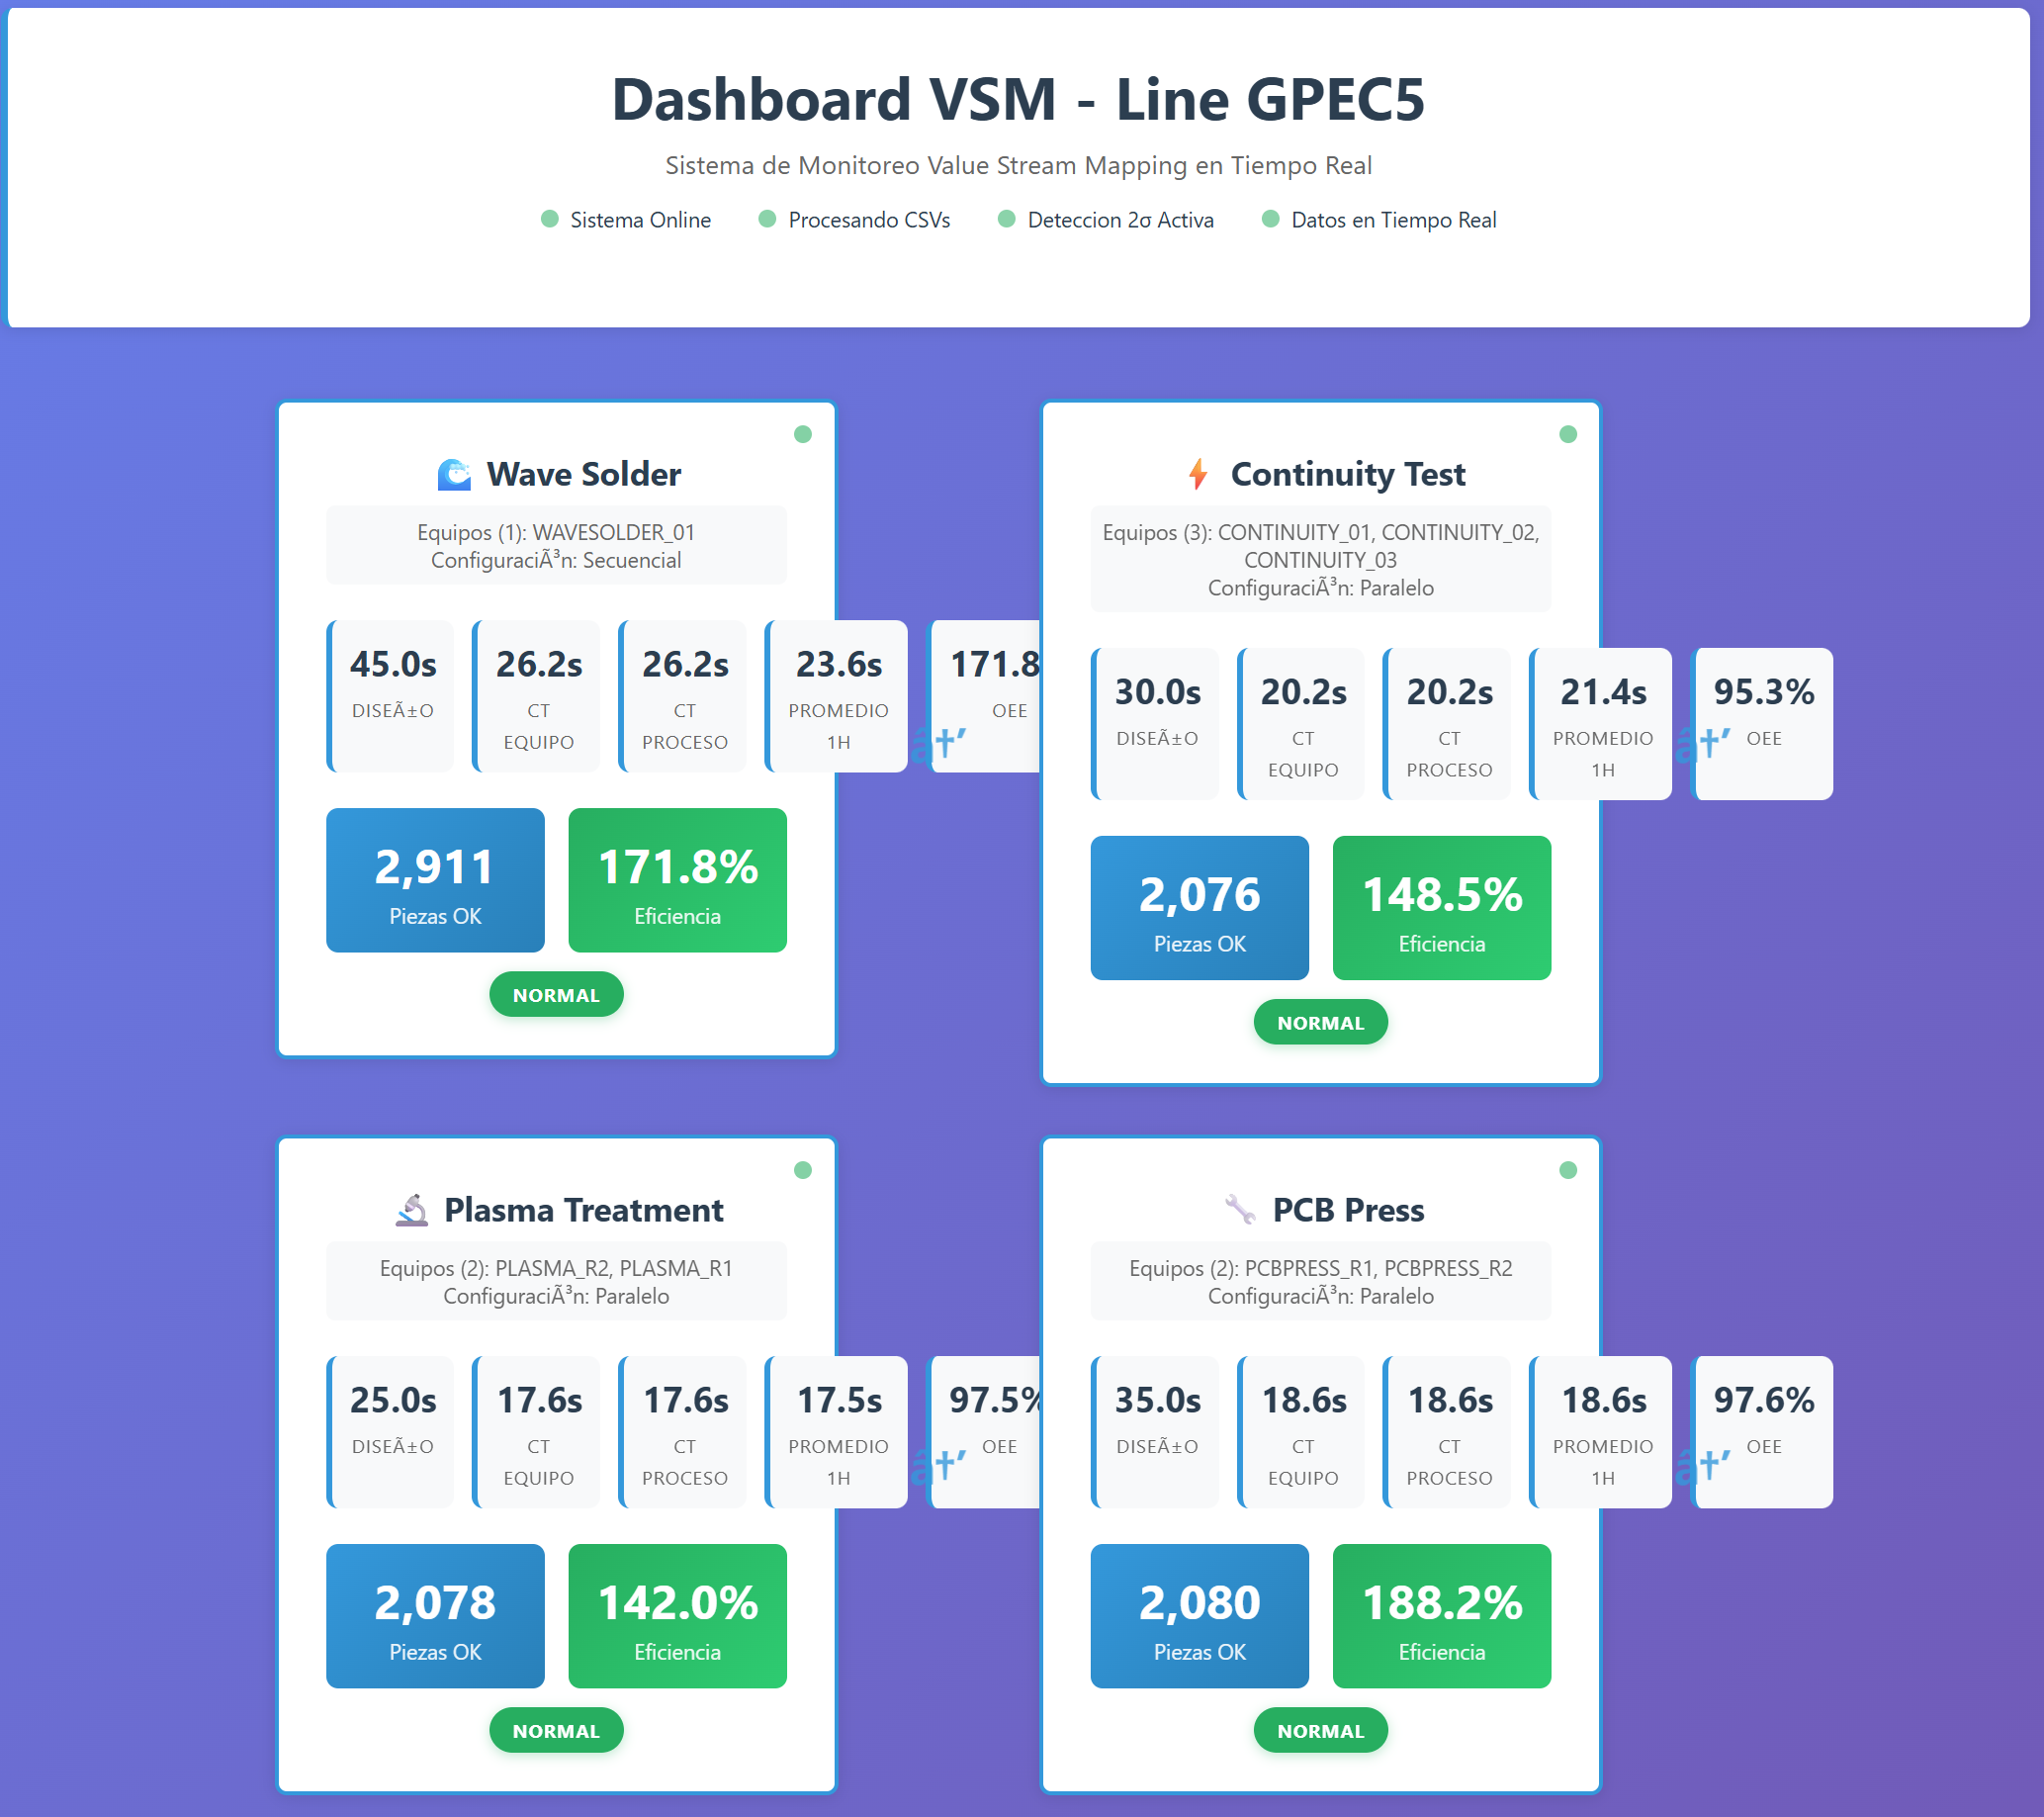 Dashboard VSM - Line GPEC5
Sistema de Monitoreo Value Stream Mapping en Tiempo Real
Sistema Online
Procesando CSVs
Deteccion 2σ Activa
Datos en Tiempo Real
Wave Solder
Equipos (1): WAVESOLDER_01
ConfiguraciÃ³n: Secuencial
45.0s
DISEÃ±O
26.2s
CT
EQUIPO
26.2s
CT
PROCESO
23.6s
PROMEDIO
1H
171.8
OEE
â†’
2,911
Piezas OK
171.8%
Eficiencia
NORMAL
Continuity Test
Equipos (3): CONTINUITY_01, CONTINUITY_02,
CONTINUITY_03
ConfiguraciÃ³n: Paralelo
30.0s
DISEÃ±O
20.2s
CT
EQUIPO
20.2s
CT
PROCESO
21.4s
PROMEDIO
1H
95.3%
OEE
â†’
2,076
Piezas OK
148.5%
Eficiencia
NORMAL
Plasma Treatment
Equipos (2): PLASMA_R2, PLASMA_R1
ConfiguraciÃ³n: Paralelo
25.0s
DISEÃ±O
17.6s
CT
EQUIPO
17.6s
CT
PROCESO
17.5s
PROMEDIO
1H
97.5%
OEE
â†’
2,078
Piezas OK
142.0%
Eficiencia
NORMAL
PCB Press
Equipos (2): PCBPRESS_R1, PCBPRESS_R2
ConfiguraciÃ³n: Paralelo
35.0s
DISEÃ±O
18.6s
CT
EQUIPO
18.6s
CT
PROCESO
18.6s
PROMEDIO
1H
97.6%
OEE
â†’
2,080
Piezas OK
188.2%
Eficiencia
NORMAL